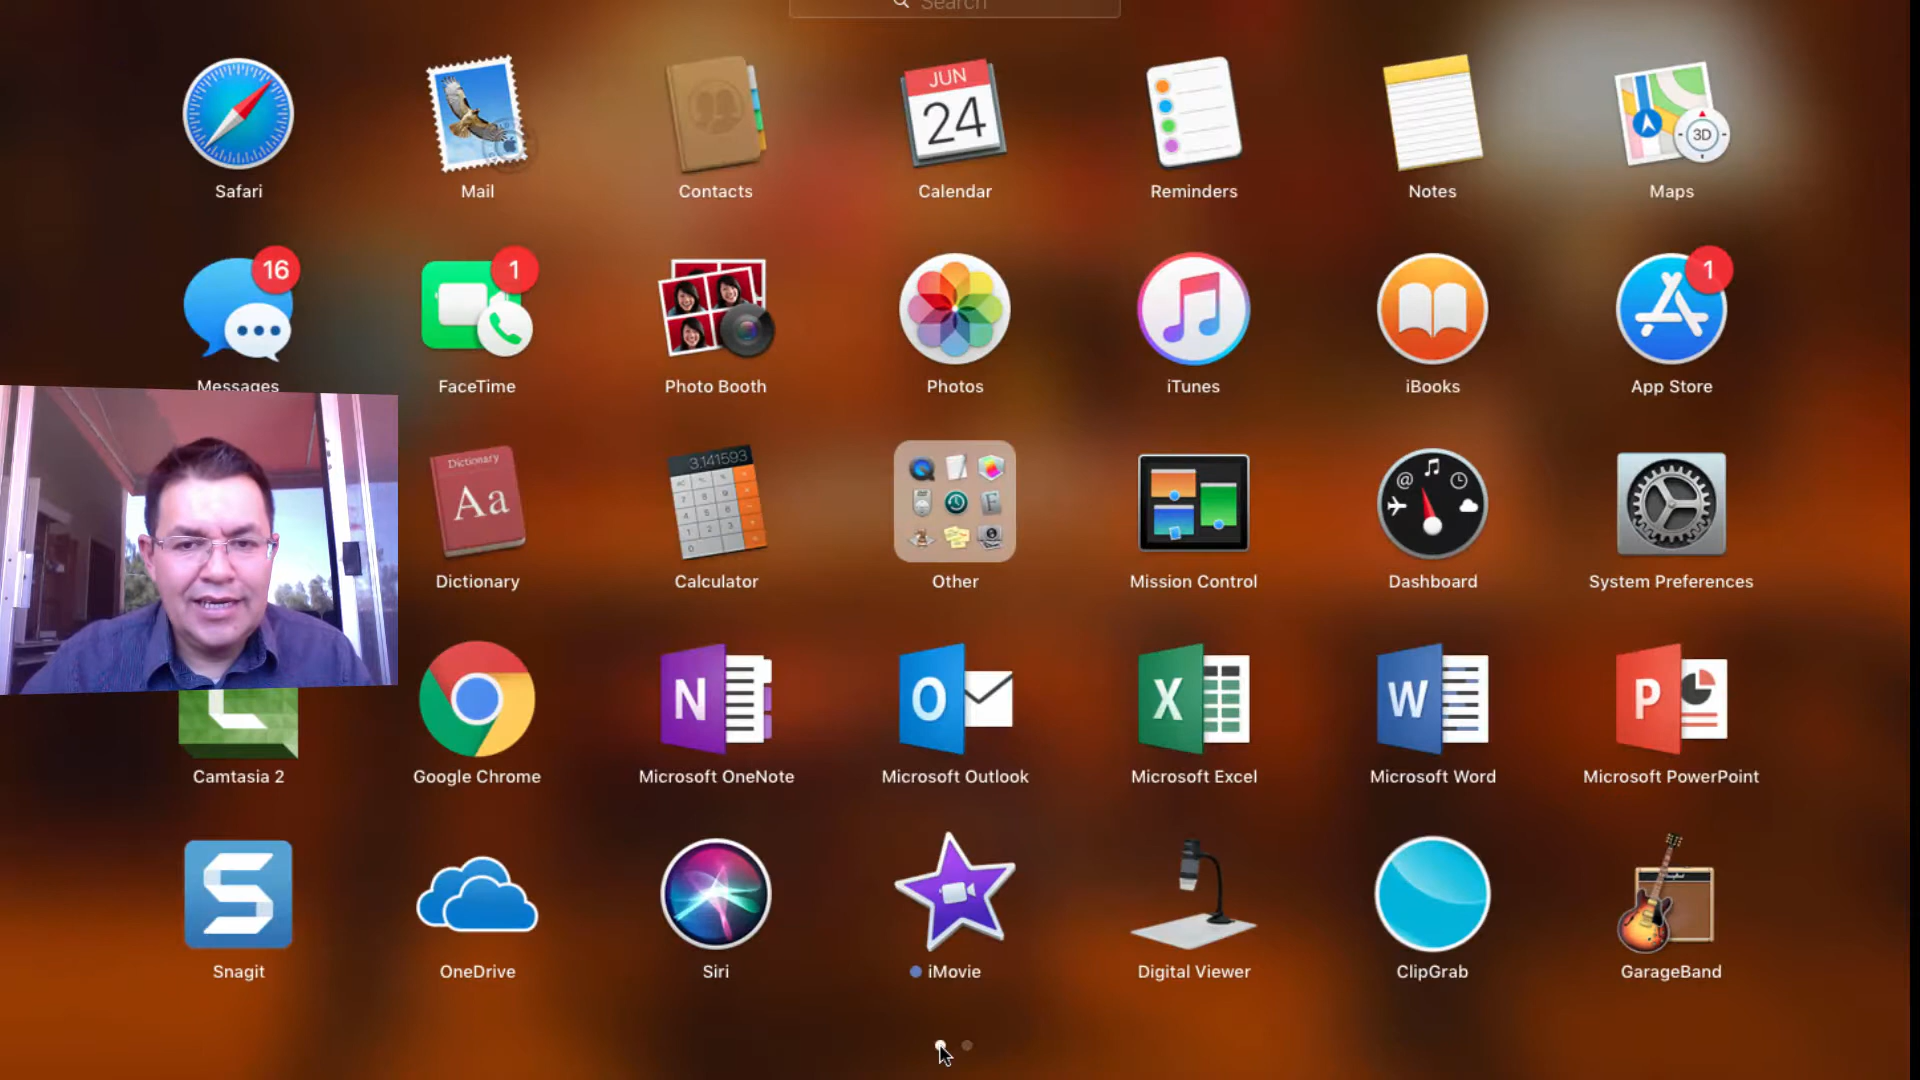 Search
JUN
24
3D
Safari
Mail
Contacts
Calendar
Reminders
Notes
Maps
16
1
1
Messages
FaceTime
Photo Booth
Photos
iTunes
iBooks
App Store
Dictionary
Aa
3.141593
@
Dictionary
Calculator
Other
Mission Control
Dashboard
System Preferences
N
O
X
W
P
Camtasia 2
Google Chrome
Microsoft OneNote
Microsoft Outlook
Microsoft Excel
Microsoft Word
Microsoft PowerPoint
S
Snagit
OneDrive
Siri
iMovie
Digital Viewer
ClipGrab
GarageBand